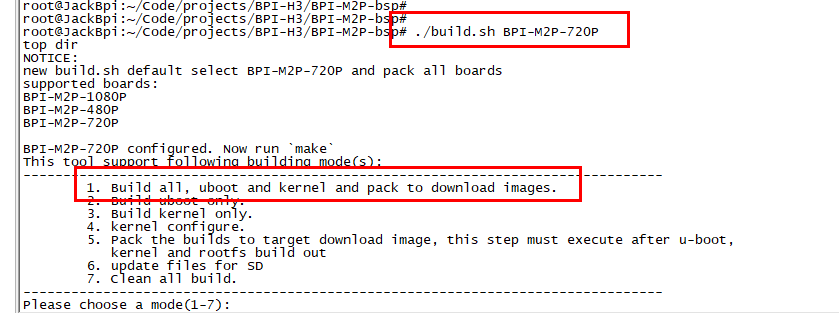 root@JackBpi:~/Code/projects/BPI-H3/BPI-M2P-bsp#
root@JackBpi:~/Code/projects/BPI-H3/BPI-M2P-bsp#
root@JackBpi:~/Code/projects/BPI-H3/BPI-M2P-bsp# ./build.sh BPI-M2P-720P
top dir
NOTICE:
new build.sh default select BPI-M2P-720P and pack all boards
supported boards:
BPI-M2P-1080P
BPI-M2P-480P
BPI-M2P-720P
BPI-M2P-720P configured. Now run `make`
This tool support following building mode(s):
--------------------------------------------------------------------------------
1. Build all, uboot and kernel and pack to download images.
2. Build uboot only.
3. Build kernel only.
4. kernel configure.
5. Pack the builds to target download image, this step must execute after u-boot,
kernel and rootfs build out
6. update files for SD
7. Clean all build.
--------------------------------------------------------------------------------
Please choose a mode(1-7):